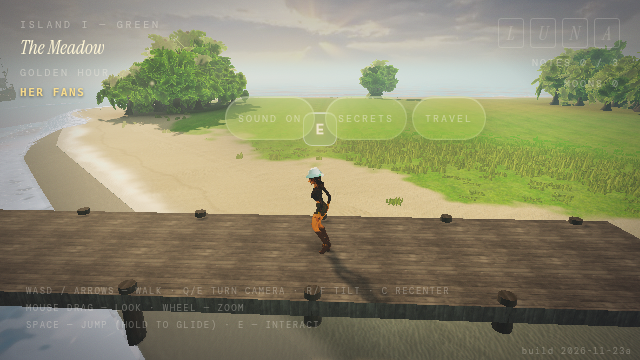 ISLAND I — GREEN
The Meadow
GOLDEN HOUR
HER FANS
L U N A
SOUND ON
SECRETS
TRAVEL
E
WASD / ARROWS — WALK · Q/E TURN CAMERA · R/F TILT · C RECENTER
MOUSE DRAG — LOOK · WHEEL — ZOOM
SPACE — JUMP (HOLD TO GLIDE) · E — INTERACT
build 2026-11-23a